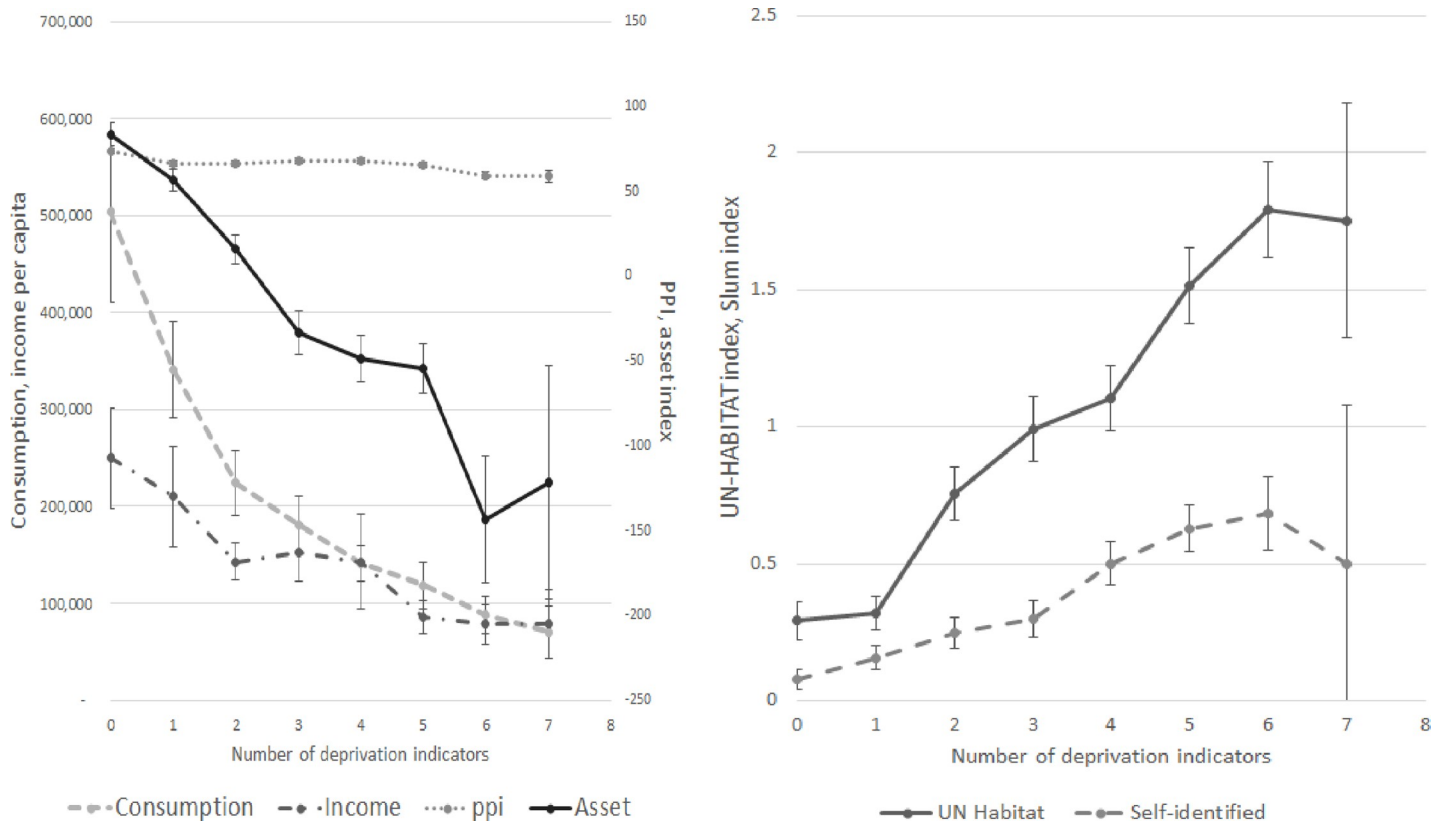 700,000
600,000
500,000
400,000
300,000
200,000
100,000
-
Consumption, income per capita
150
100
50
0
-50
-100
-150
-200
-250
PPI, asset index
0 1 2 3 4 5 6 7 8
Number of deprivation indicators
Consumption Income ppi Asset
2.5
2
1.5
1
0.5
0
UN-HABITAT index, Slum index
0 1 2 3 4 5 6 7 8
Number of deprivation indicators
UN Habitat Self-identified